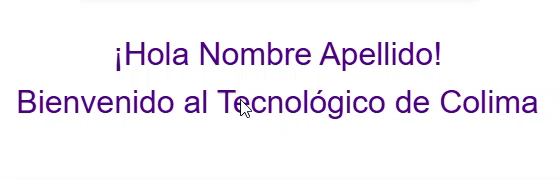 ¡Hola Nombre Apellido!
Bienvenido al Tecnológico de Colima